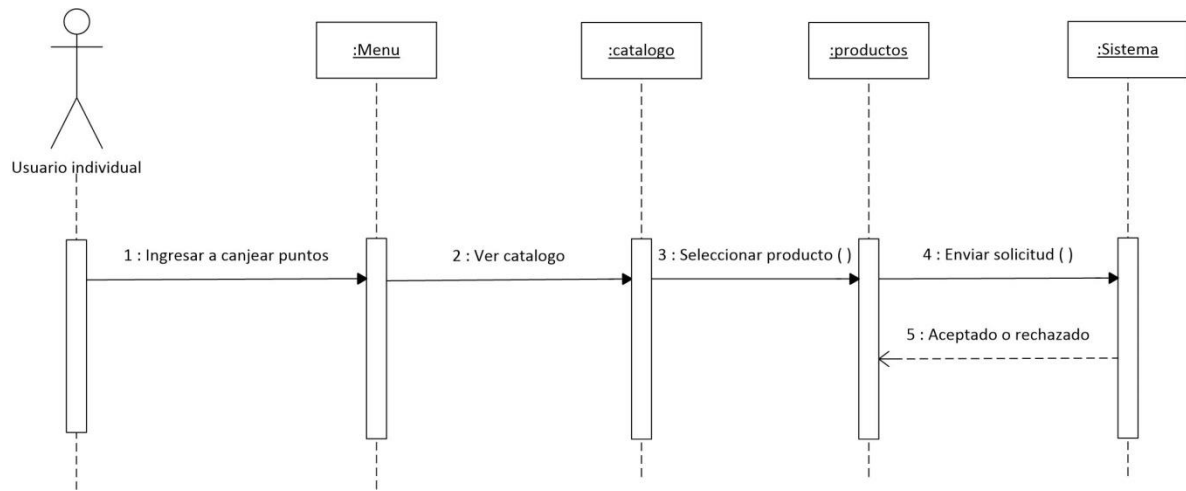 :Menu
:catalogo
:productos
:Sistema
Usuario individual
1 : Ingresar a canjear puntos
2 : Ver catalogo
3 : Seleccionar producto ( )
4 : Enviar solicitud ( )
5 : Aceptado o rechazado